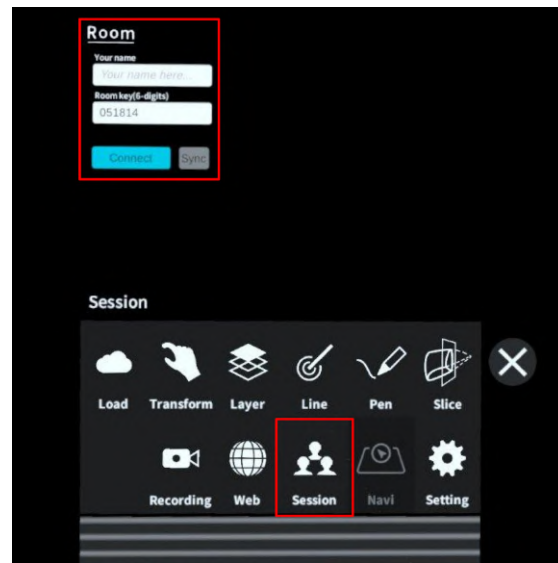 Room
Your name
Your name here...
Room key(6-digits)
051814
Connect Sync
Session
Load Transform Layer Line Pen Slice
Recording Web Session Navi Setting